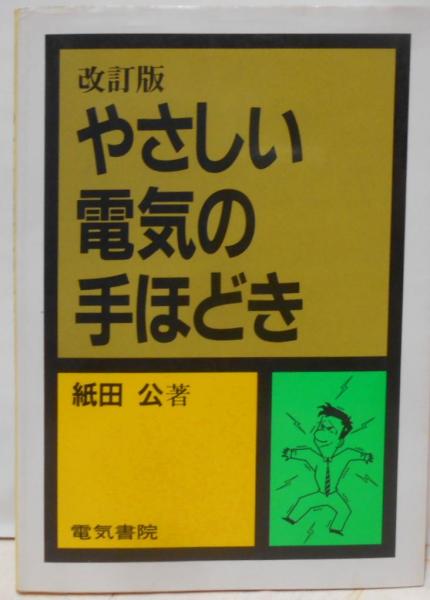 改訂版
やさしい
電気の
手ほどき
紙田 公著
電気書院